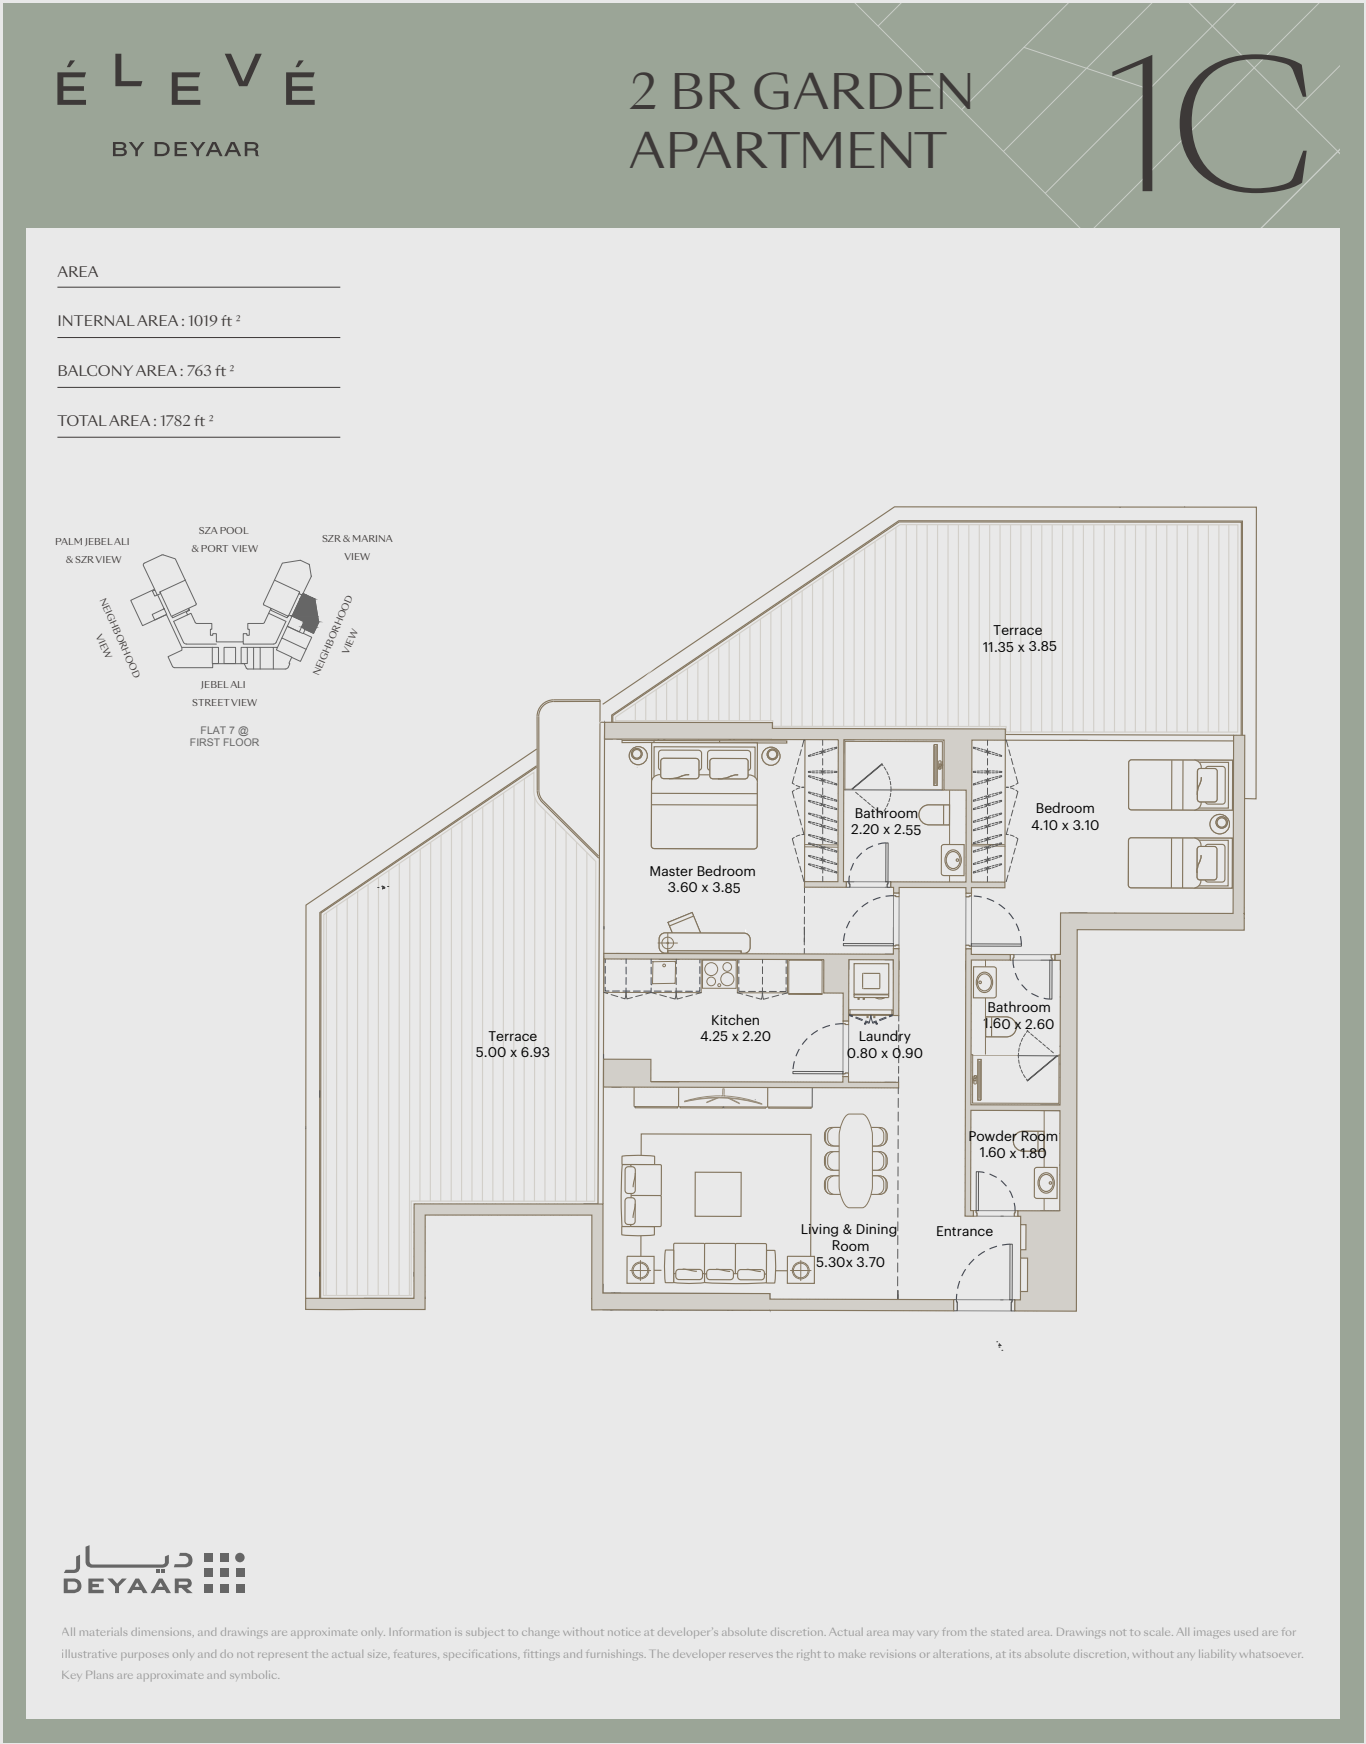 ÉLEVÉ
BY DEYAAR
2 BR GARDEN
APARTMENT
1C
AREA
INTERNAL AREA : 1019 ft ²
BALCONY AREA : 763 ft ²
TOTAL AREA : 1782 ft ²
PALM JEBEL ALI
& SZR VIEW
SZA POOL
& PORT VIEW
SZR & MARINA
VIEW
NEIGHBORHOOD
VIEW
NEIGHBORHOOD
VIEW
JEBEL ALI
STREET VIEW
FLAT 7 @
FIRST FLOOR
Terrace
11.35 x 3.85
Bathroom
2.20 x 2.55
Bedroom
4.10 x 3.10
Master Bedroom
3.60 x 3.85
Terrace
5.00 x 6.93
Kitchen
4.25 x 2.20
Laundry
0.80 x 0.90
Bathroom
1.60 x 2.60
Powder Room
1.60 x 1.80
Living & Dining
Room
5.30x 3.70
Entrance
ديار
DEYAAR
All materials dimensions, and drawings are approximate only. Information is subject to change without notice at developer's absolute discretion. Actual area may vary from the stated area. Drawings not to scale. All images used are for
illustrative purposes only and do not represent the actual size, features, specifications, fittings and furnishings. The developer reserves the right to make revisions or alterations, at its absolute discretion, without any liability whatsoever.
Key Plans are approximate and symbolic.